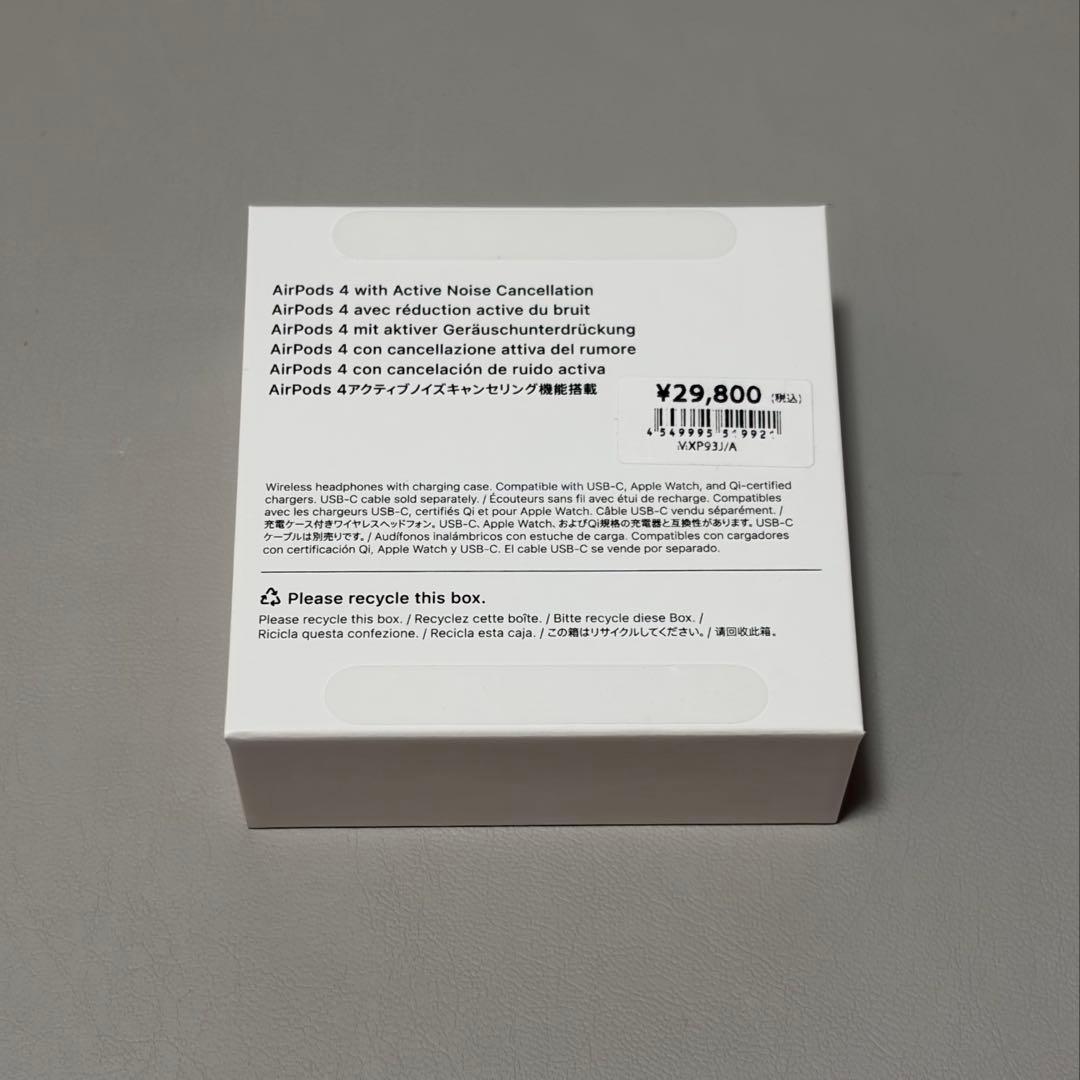 AirPods 4 with Active Noise Cancellation
AirPods 4 avec réduction active du bruit
AirPods 4 mit aktiver Geräuschunterdrückung
AirPods 4 con cancellazione attiva del rumore
AirPods 4 con cancelación de ruido activa
AirPods 4アクティブノイズキャンセリング機能搭載
¥29,800 (税込)
4 549995 519921
MXP93J/A
Wireless headphones with charging case. Compatible with USB-C, Apple Watch, and Qi-certified
chargers. USB-C cable sold separately. / Écouteurs sans fil avec étui de recharge. Compatibles
avec les chargeurs USB-C, certifiés Qi et pour Apple Watch. Câble USB-C vendu séparément. /
充電ケース付きワイヤレスヘッドフォン。USB-C、Apple Watch、およびQi規格の充電器と互換性があります。USB-C
ケーブルは別売りです。/ Audífonos inalámbricos con estuche de carga. Compatibles con cargadores
con certificación Qi, Apple Watch y USB-C. El cable USB-C se vende por separado.
Please recycle this box.
Please recycle this box. / Recyclez cette boîte. / Bitte recycle diese Box. /
Ricicla questa confezione. / Recicla esta caja. / この箱はリサイクルしてください。/ 请回收此箱。